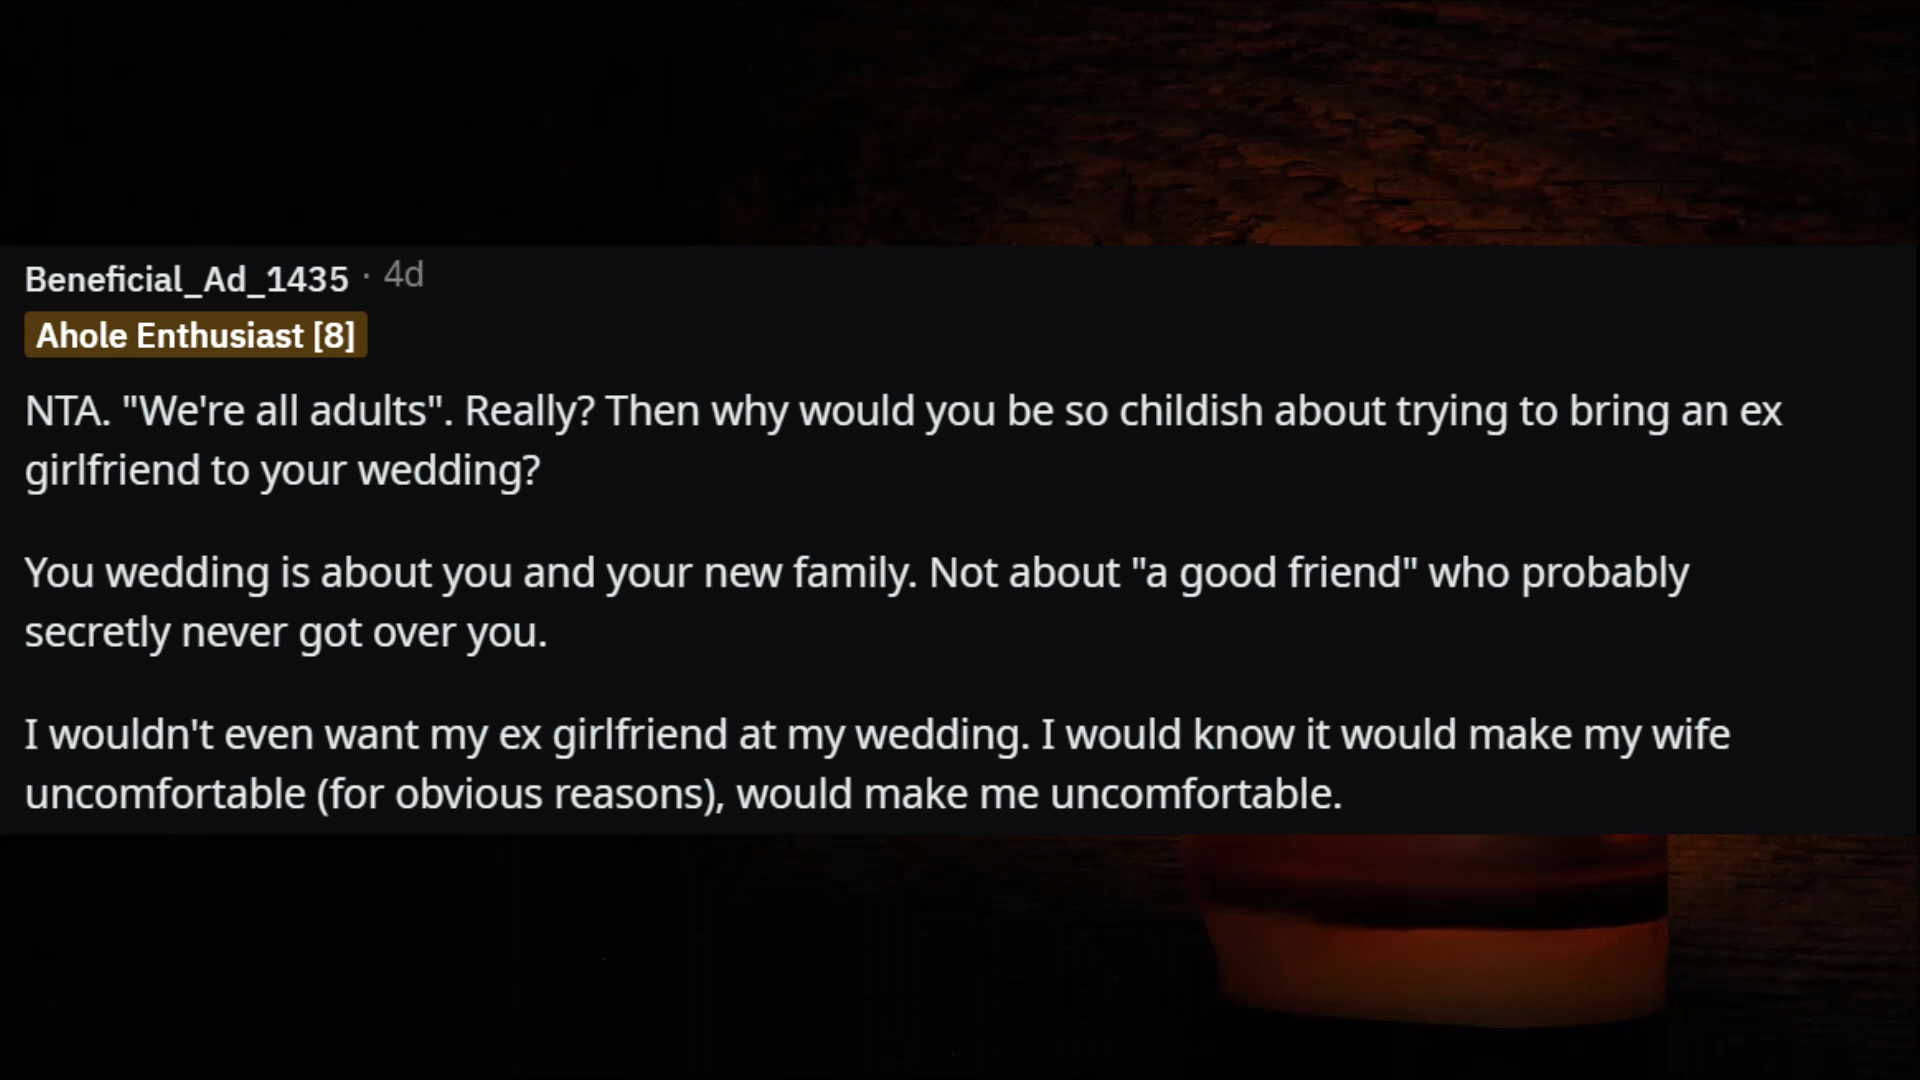 Beneficial_Ad_1435 · 4d
Ahole Enthusiast [8]
NTA. "We're all adults". Really? Then why would you be so childish about trying to bring an ex
girlfriend to your wedding?
You wedding is about you and your new family. Not about "a good friend" who probably
secretly never got over you.
I wouldn't even want my ex girlfriend at my wedding. I would know it would make my wife
uncomfortable (for obvious reasons), would make me uncomfortable.